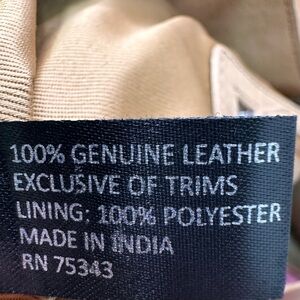 100% GENUINE LEATHER
EXCLUSIVE OF TRIMS
LINING; 100% POLYESTER
MADE IN INDIA
RN 75343